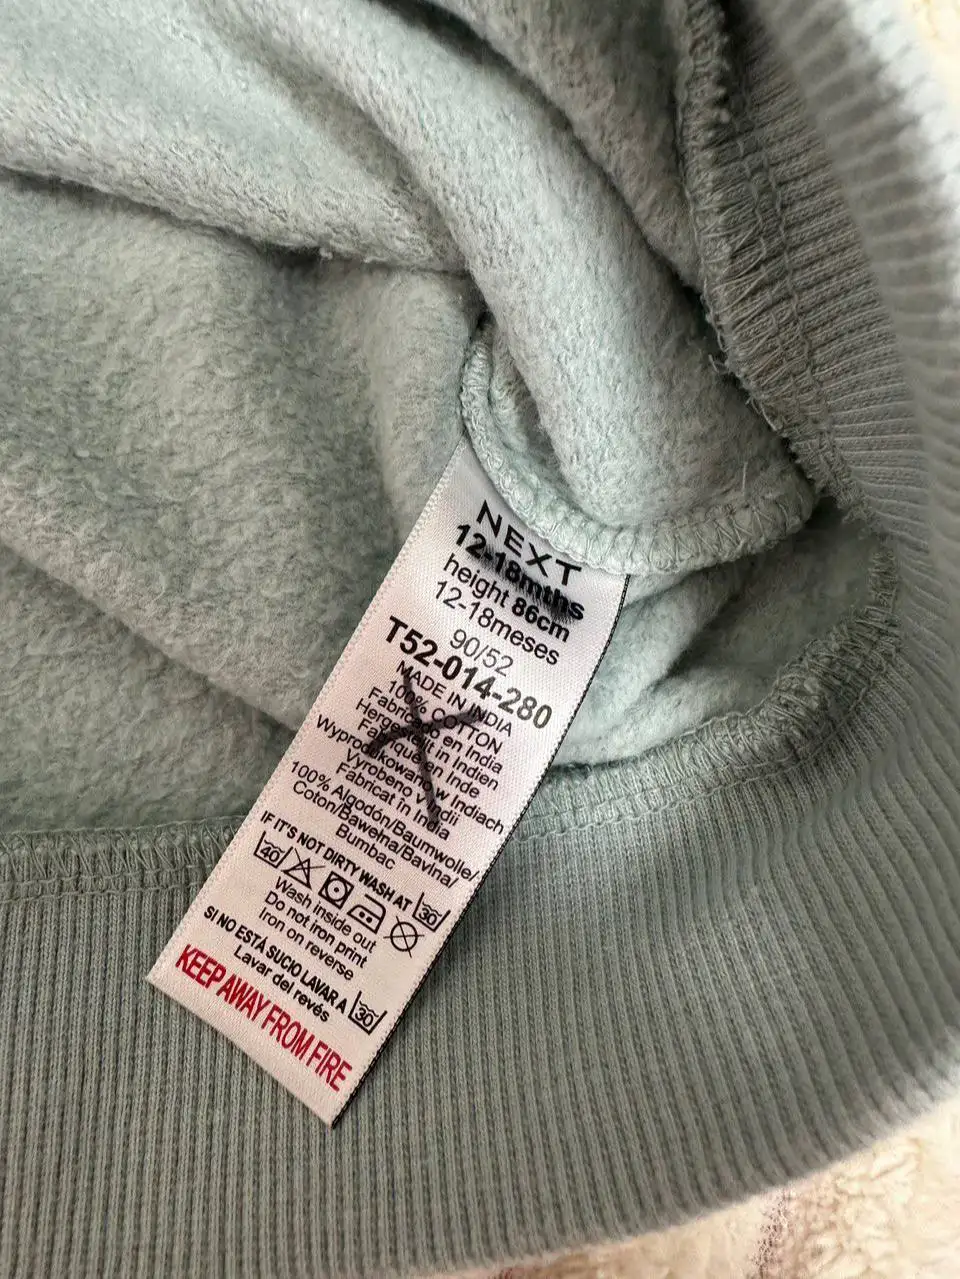 NEXT
12-18mths
height 86cm
12-18meses
90/52
T52-014-280
MADE IN INDIA
100% COTTON
Fabricado en India
Hergestellt in Indien
Fabriqué en Inde
Wyprodukowano w Indiach
Vyrobeno v Indii
Fabricat în India
100% Algodón/Baumwolle/
Coton/Bawełna/Bavlna/
Bumbac
IF IT'S NOT DIRTY WASH AT 30
40
Wash inside out
Do not iron print
Iron on reverse
SI NO ESTÁ SUCIO LAVAR A 30
Lavar del revés
KEEP AWAY FROM FIRE